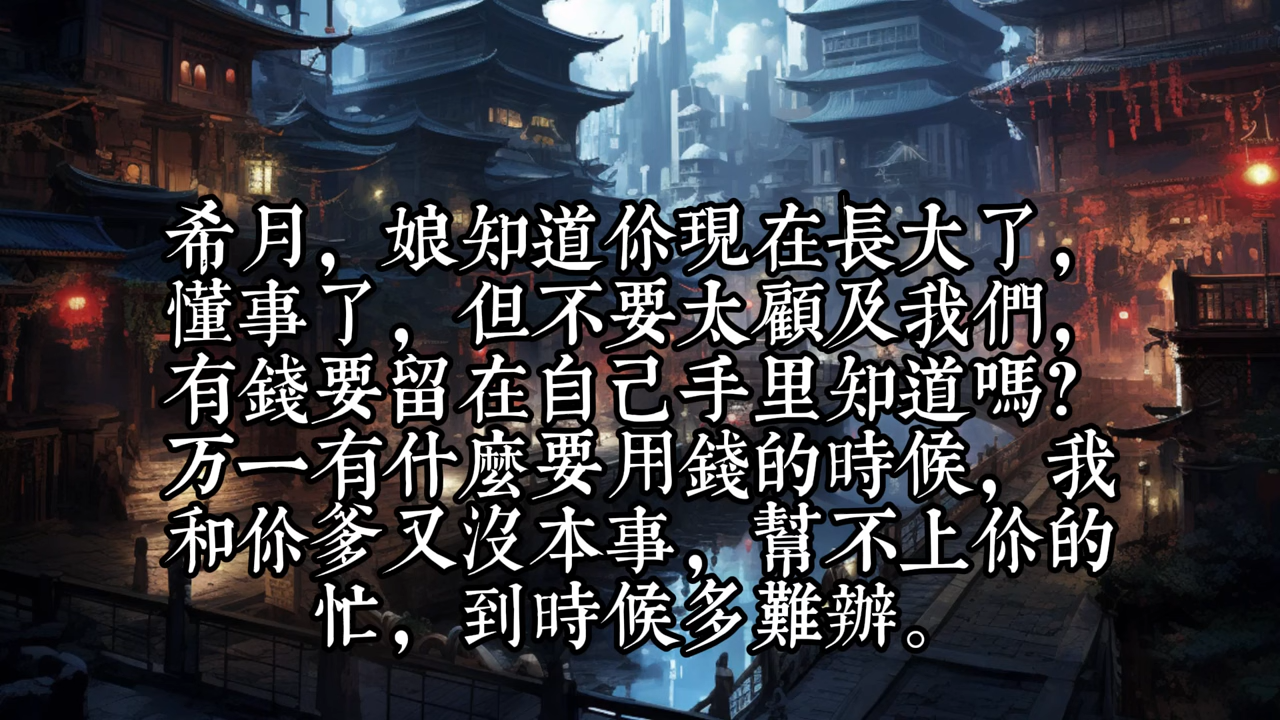 希月，娘知道你現在長大了，
懂事了，但不要太顧及我們，
有錢要留在自己手里知道嗎？
万一有什麼要用錢的時候，我
和你爹又沒本事，幫不上你的
忙，到時候多難辦。